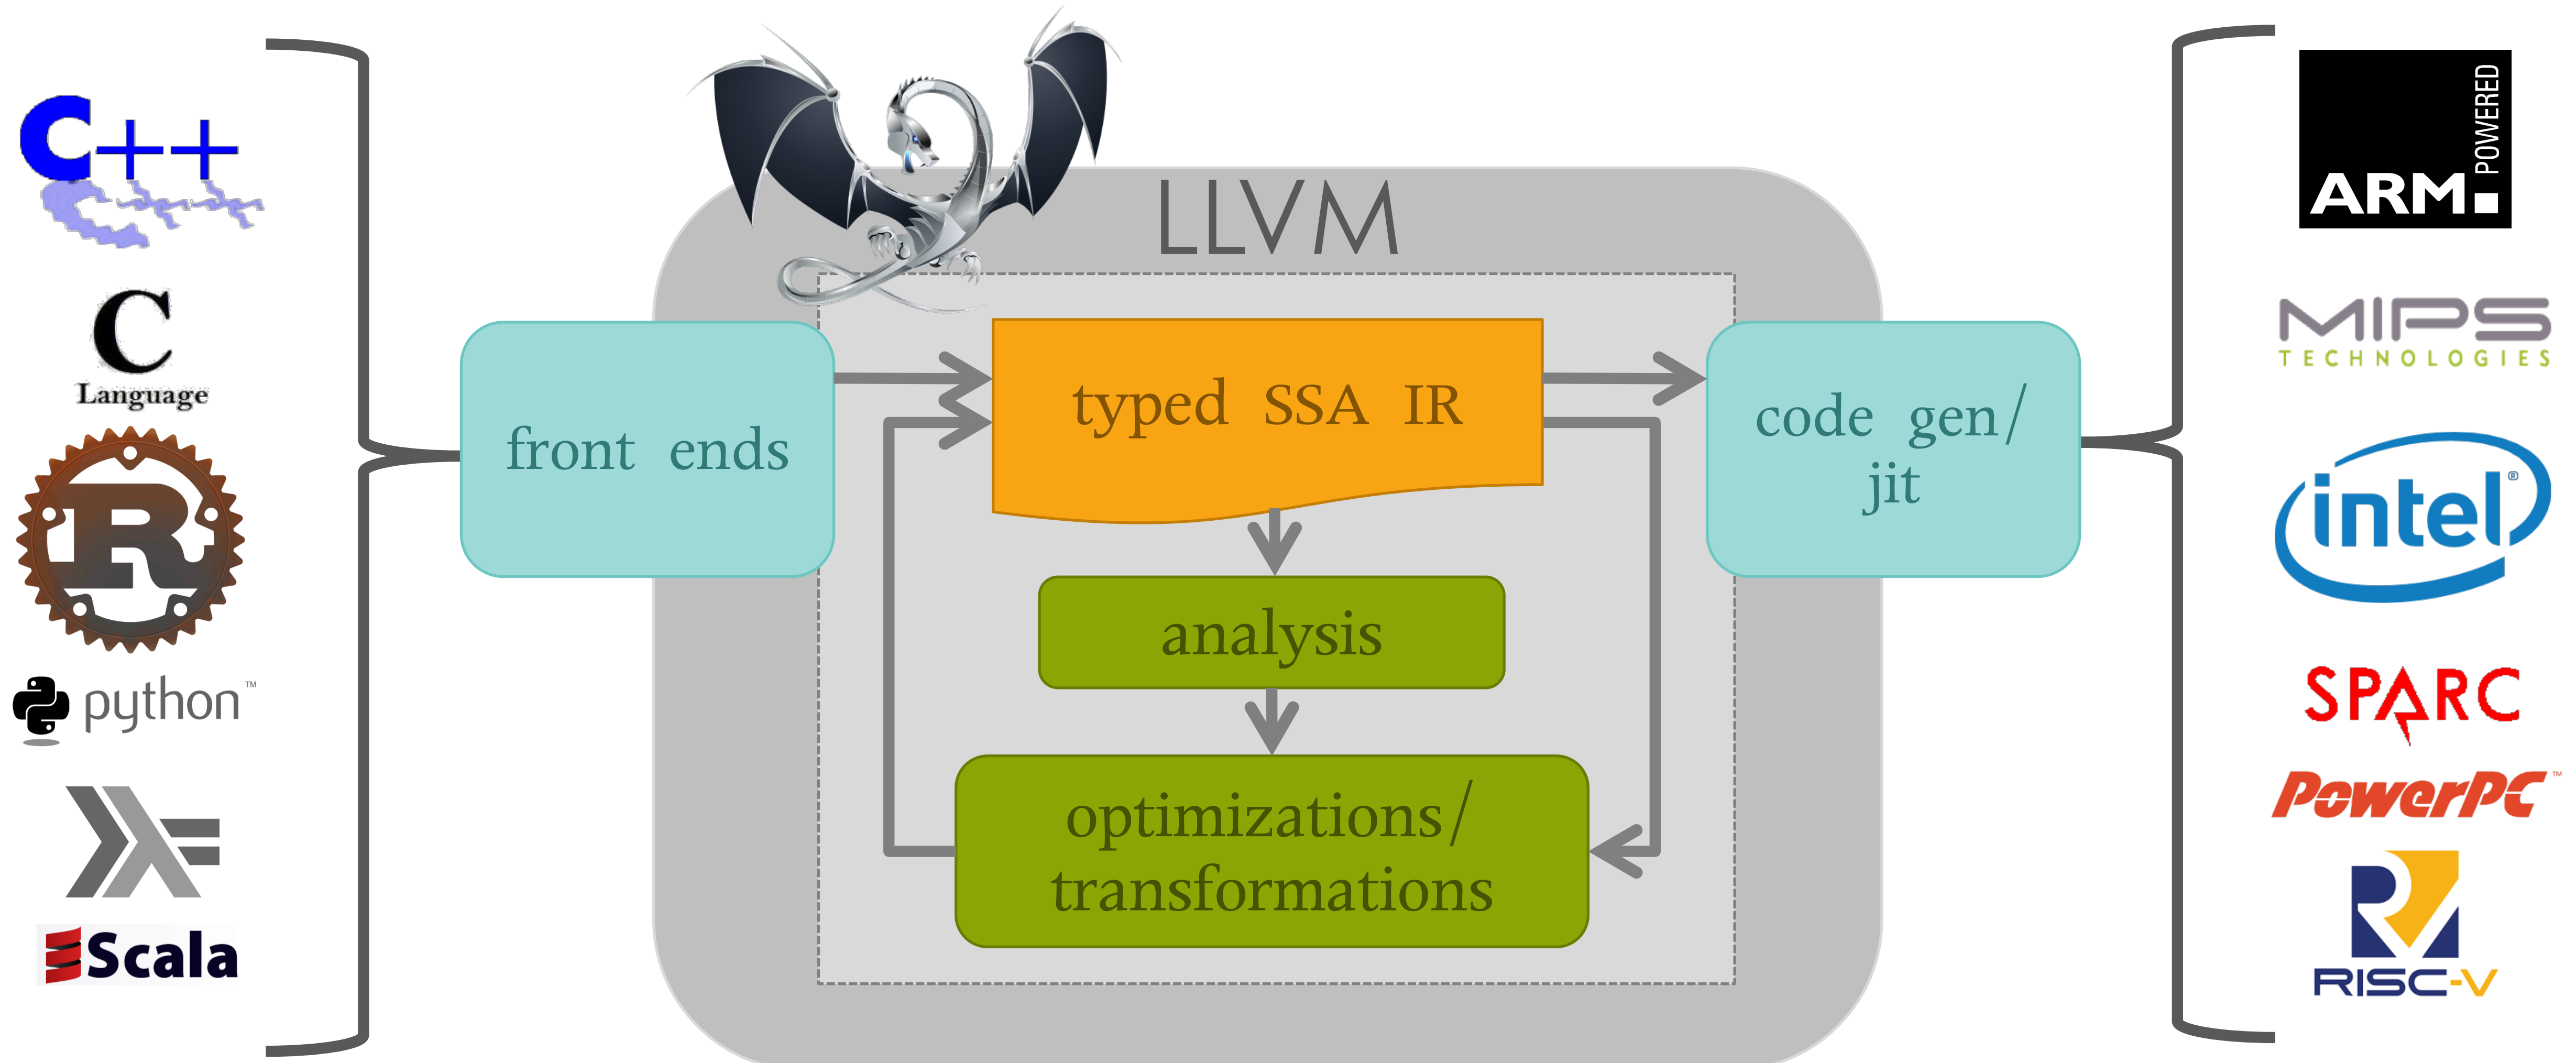 C++
C
Language
R
python™
Scala
LLVM
front ends
typed SSA IR
analysis
optimizations/
transformations
code gen/
jit
ARM POWERED
MIPS
TECHNOLOGIES
intel®
SPARC
PowerPC™
RISC-V